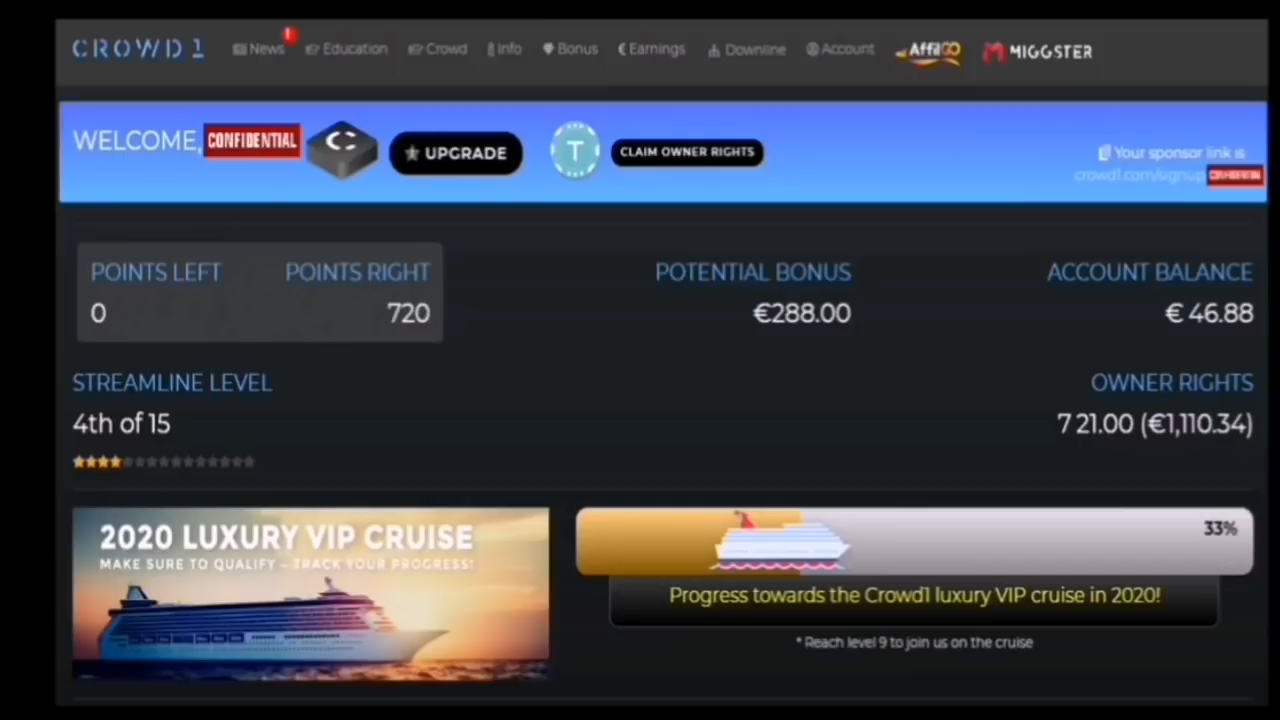 CROWD1 News ! Education Crowd Info Bonus Earnings Downline Account AffilGO MIGGSTER
WELCOME, CONFIDENTIAL UPGRADE T CLAIM OWNER RIGHTS
Your sponsor link is
crowd1.com/signup CONFIDENTIAL
POINTS LEFT POINTS RIGHT POTENTIAL BONUS ACCOUNT BALANCE
0 720 €288.00 € 46.88
STREAMLINE LEVEL OWNER RIGHTS
4th of 15 7 21.00 (€1,110.34)
2020 LUXURY VIP CRUISE
MAKE SURE TO QUALIFY - TRACK YOUR PROGRESS!
33%
Progress towards the Crowd1 luxury VIP cruise in 2020!
* Reach level 9 to join us on the cruise